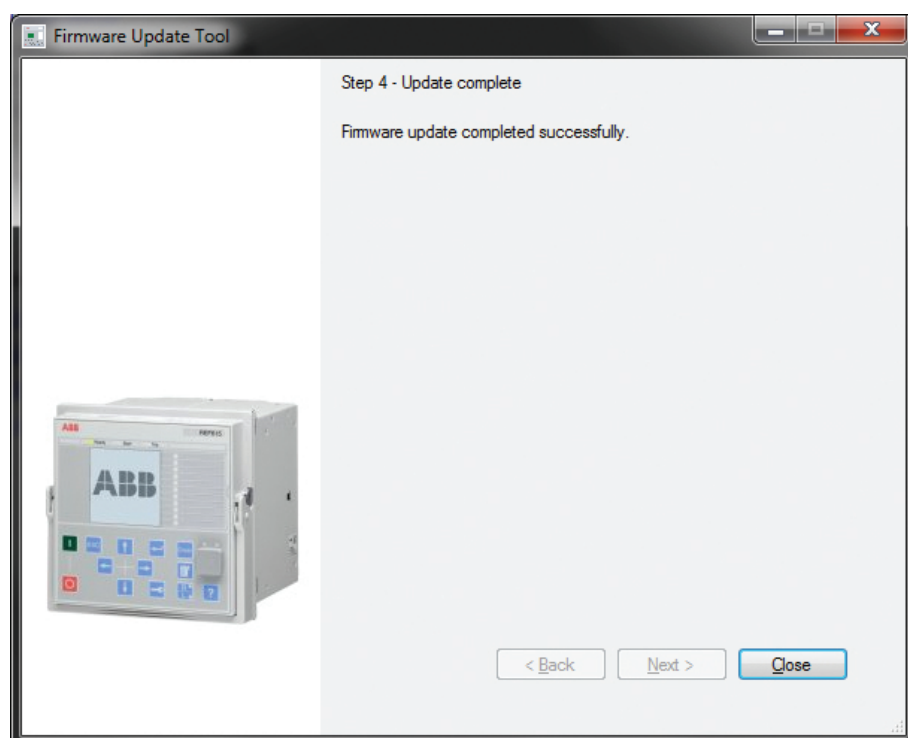 Firmware Update Tool
Step 4 - Update complete
Firmware update completed successfully.
ABB
ABB
?
< Back
Next >
Close